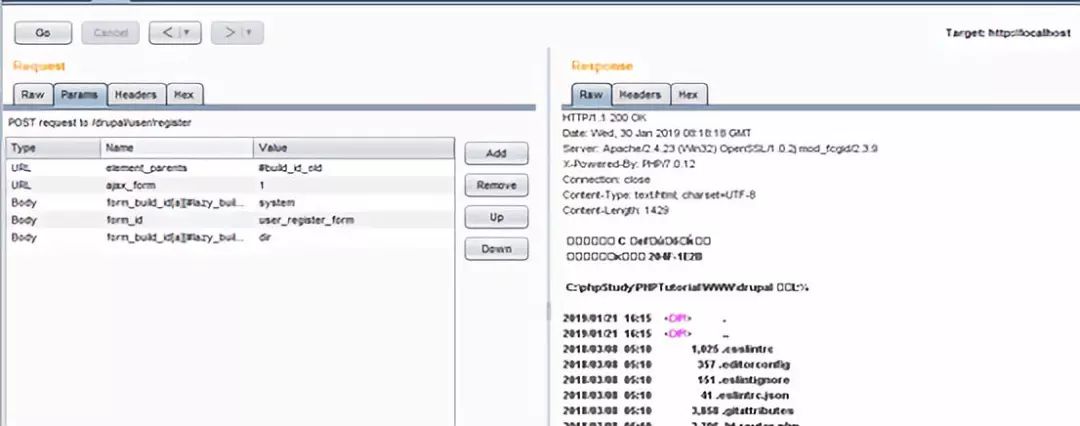 Go Cancel < > Target: http://localhost
Request
Raw Params Headers Hex
POST request to /drupal/user/register
Type Name Value
URL element_parents #build_id_old
URL ajax_form 1
Body form_build_id[a][#lazy_buil... system
Body form_id user_register_form
Body form_build_id[a][#lazy_buil... dir
Add
Remove
Up
Down
Response
Raw Headers Hex
HTTP/1.1 200 OK
Date: Wed, 30 Jan 2019 08:18:18 GMT
Server: Apache/2.4.23 (Win32) OpenSSL/1.0.2j mod_fcgid/2.3.9
X-Powered-By: PHP/7.0.12
Connection: close
Content-Type: text/html; charset=UTF-8
Content-Length: 1429
C
204F-1E2B
C:\phpStudy\PHPTutorial\WWW\drupal
2019/01/21 16:15 <DIR> .
2019/01/21 16:15 <DIR> ..
2018/03/08 05:10 1,025 .csslintrc
2018/03/08 05:10 357 .editorconfig
2018/03/08 05:10 151 .eslintignore
2018/03/08 05:10 41 .eslintrc.json
2018/03/08 05:10 3,858 .gitattributes